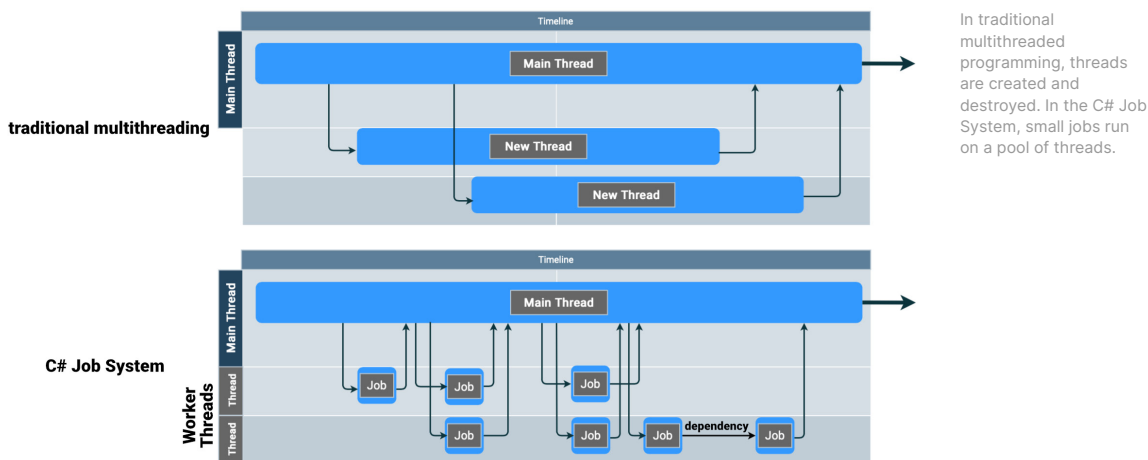 Timeline
Main Thread
Main Thread
traditional multithreading
New Thread
New Thread
In traditional
multithreaded
programming, threads
are created and
destroyed. In the C# Job
System, small jobs run
on a pool of threads.
Timeline
Main Thread
Main Thread
C# Job System
Worker
Threads
Thread
Job
Job
Job
Thread
Job
Job
Job
dependency
Job